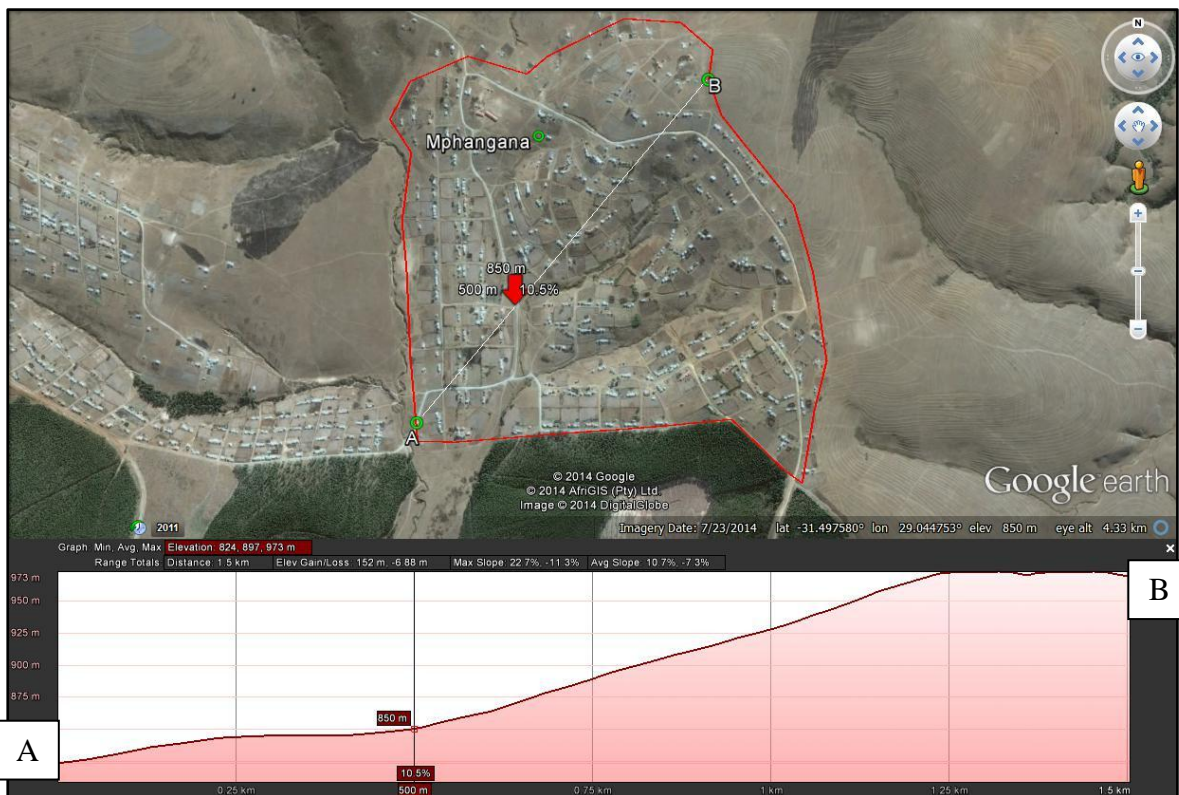 N
B
Mphangana
850 m
500 m 10.5%
A
© 2014 Google
© 2014 AfriGIS (Pty) Ltd.
Image © 2014 DigitalGlobe
Google earth
2011
Imagery Date: 7/23/2014 lat -31.497580° lon 29.044753° elev 850 m eye alt 4.33 km
Graph: Min, Avg, Max Elevation: 824, 897, 973 m
Range Totals: Distance: 1.5 km Elev Gain/Loss: 152 m, -6.88 m Max Slope: 22.7%, -11.3% Avg Slope: 10.7%, -7.3%
973 m
B
950 m
925 m
900 m
875 m
850 m
A
10.5%
0.25 km 500 m 0.75 km 1 km 1.25 km 1.5 km